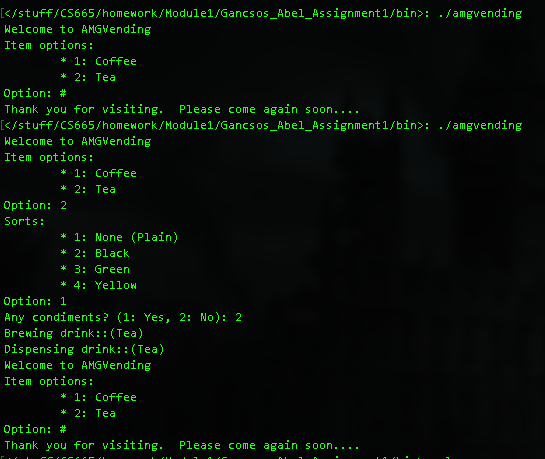 [</stuff/CS665/homework/Module1/Gancsos_Abel_Assignment1/bin>: ./amgvending
Welcome to AMGVending
Item options:
* 1: Coffee
* 2: Tea
Option: #
Thank you for visiting.  Please come again soon....
[</stuff/CS665/homework/Module1/Gancsos_Abel_Assignment1/bin>: ./amgvending
Welcome to AMGVending
Item options:
* 1: Coffee
* 2: Tea
Option: 2
Sorts:
* 1: None (Plain)
* 2: Black
* 3: Green
* 4: Yellow
Option: 1
Any condiments? (1: Yes, 2: No): 2
Brewing drink::(Tea)
Dispensing drink::(Tea)
Welcome to AMGVending
Item options:
* 1: Coffee
* 2: Tea
Option: #
Thank you for visiting.  Please come again soon....